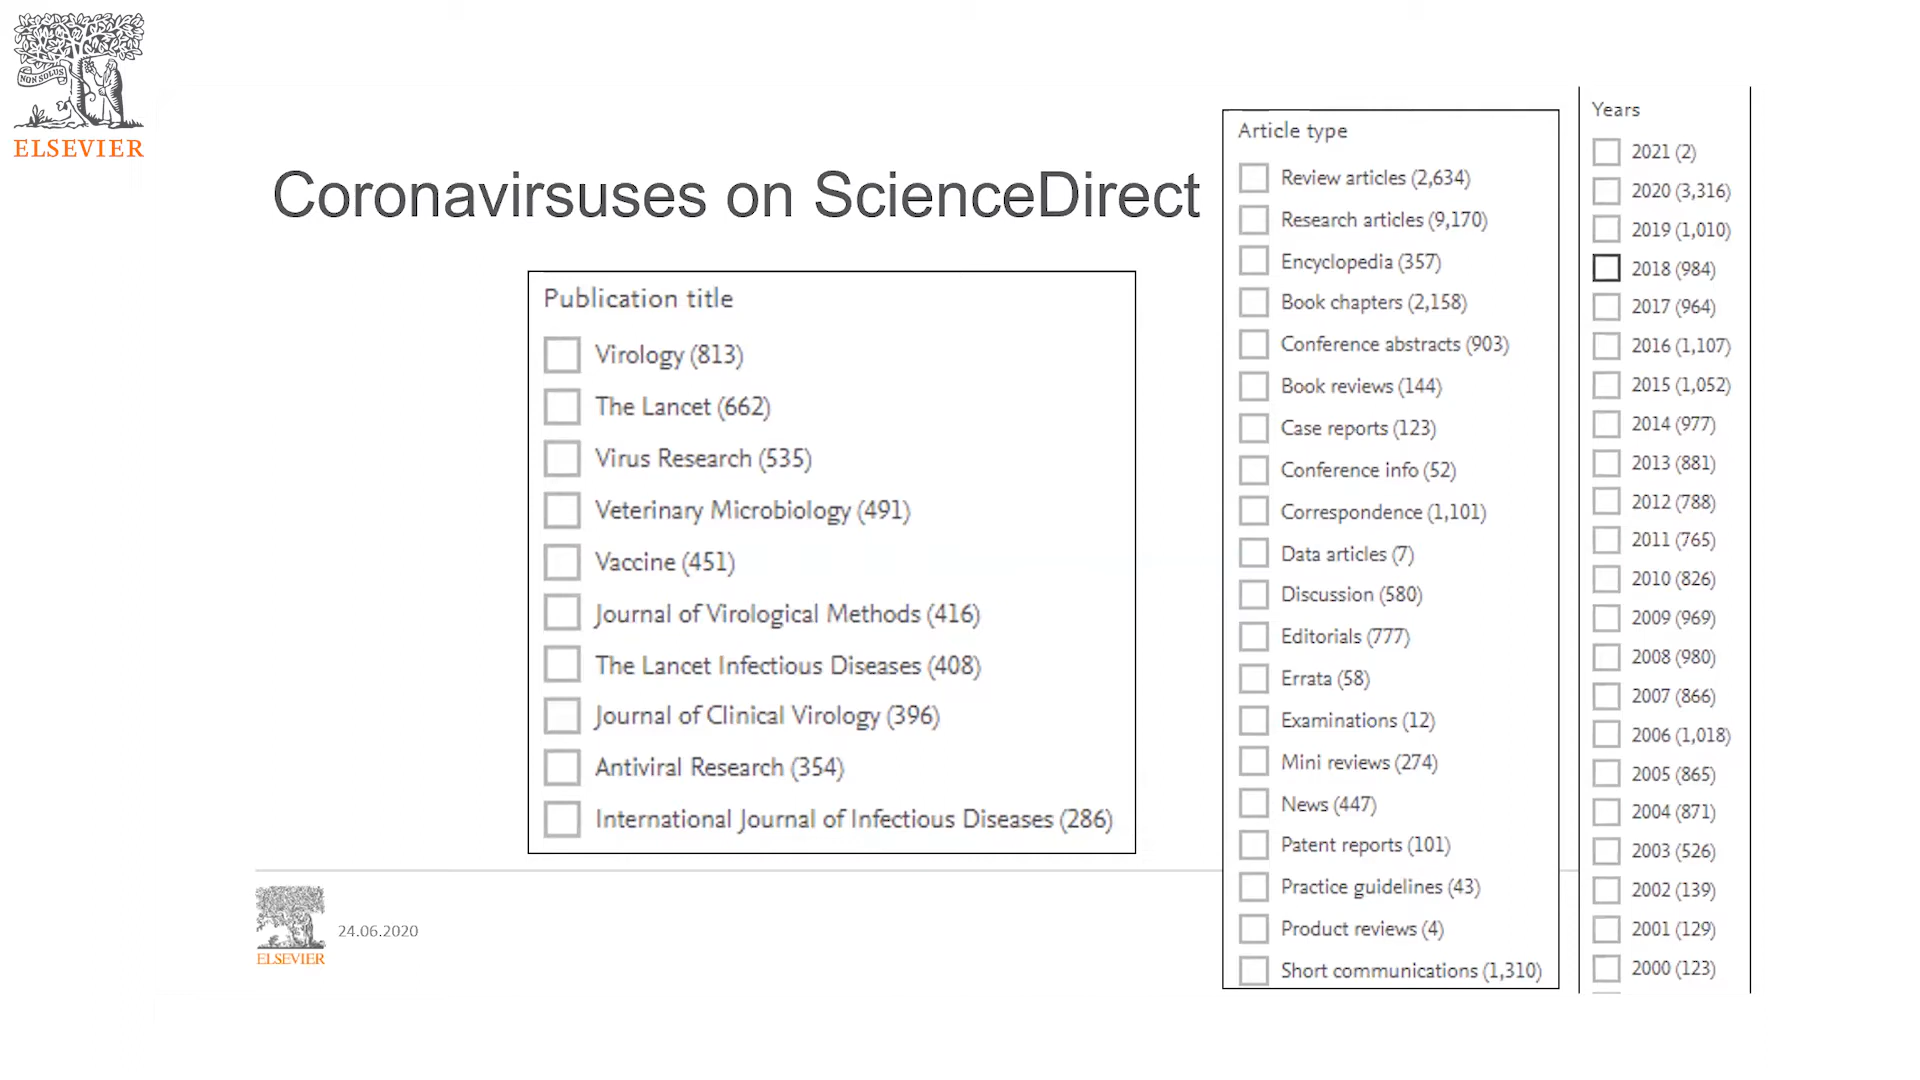 NON SOLUS
ELSEVIER
Coronavirsuses on ScienceDirect
Publication title
Virology (813)
The Lancet (662)
Virus Research (535)
Veterinary Microbiology (491)
Vaccine (451)
Journal of Virological Methods (416)
The Lancet Infectious Diseases (408)
Journal of Clinical Virology (396)
Antiviral Research (354)
International Journal of Infectious Diseases (286)
Article type
Review articles (2,634)
Research articles (9,170)
Encyclopedia (357)
Book chapters (2,158)
Conference abstracts (903)
Book reviews (144)
Case reports (123)
Conference info (52)
Correspondence (1,101)
Data articles (7)
Discussion (580)
Editorials (777)
Errata (58)
Examinations (12)
Mini reviews (274)
News (447)
Patent reports (101)
Practice guidelines (43)
Product reviews (4)
Short communications (1,310)
Years
2021 (2)
2020 (3,316)
2019 (1,010)
2018 (984)
2017 (964)
2016 (1,107)
2015 (1,052)
2014 (977)
2013 (881)
2012 (788)
2011 (765)
2010 (826)
2009 (969)
2008 (980)
2007 (866)
2006 (1,018)
2005 (865)
2004 (871)
2003 (526)
2002 (139)
2001 (129)
2000 (123)
ELSEVIER
24.06.2020